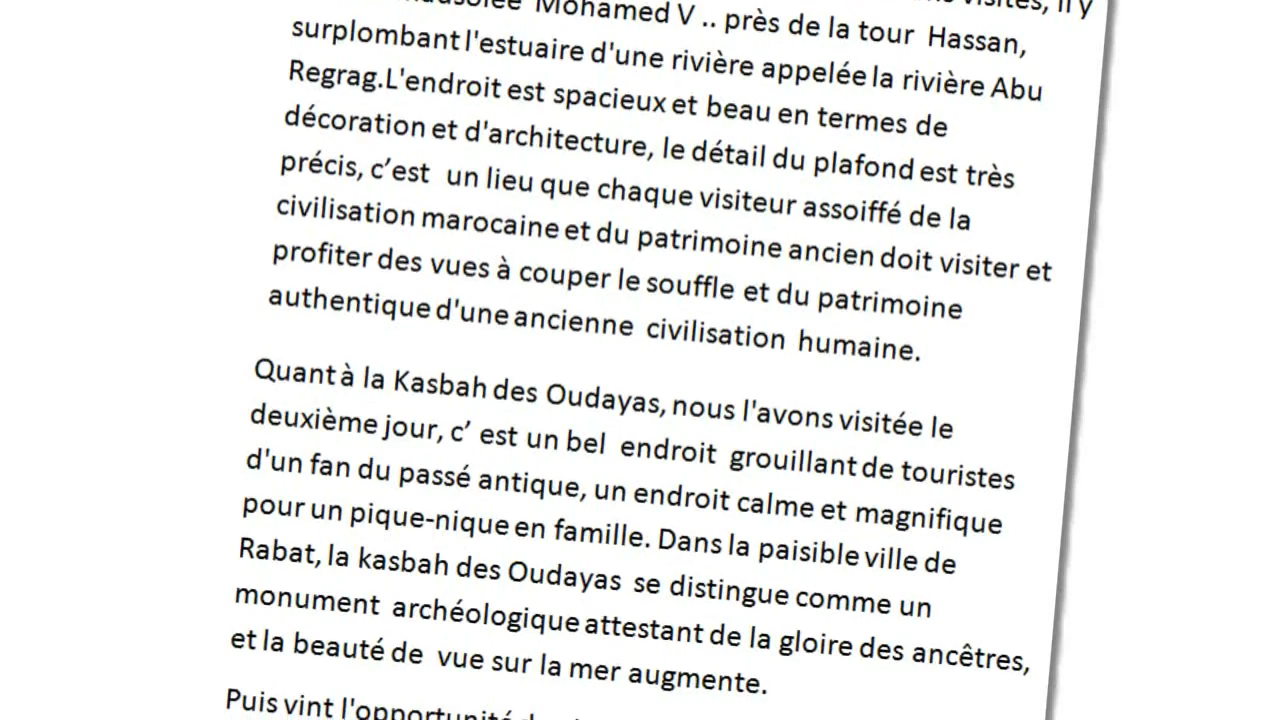 visites, il y
Mohamed V .. près de la tour Hassan,
surplombant l'estuaire d'une rivière appelée la rivière Abu
Regrag.L'endroit est spacieux et beau en termes de
décoration et d'architecture, le détail du plafond est très
précis, c’est un lieu que chaque visiteur assoiffé de la
civilisation marocaine et du patrimoine ancien doit visiter et
profiter des vues à couper le souffle et du patrimoine
authentique d'une ancienne civilisation humaine.
Quant à la Kasbah des Oudayas, nous l'avons visitée le
deuxième jour, c’ est un bel endroit grouillant de touristes
d'un fan du passé antique, un endroit calme et magnifique
pour un pique-nique en famille. Dans la paisible ville de
Rabat, la kasbah des Oudayas se distingue comme un
monument archéologique attestant de la gloire des ancêtres,
et la beauté de vue sur la mer augmente.
Puis vint l'opportunité